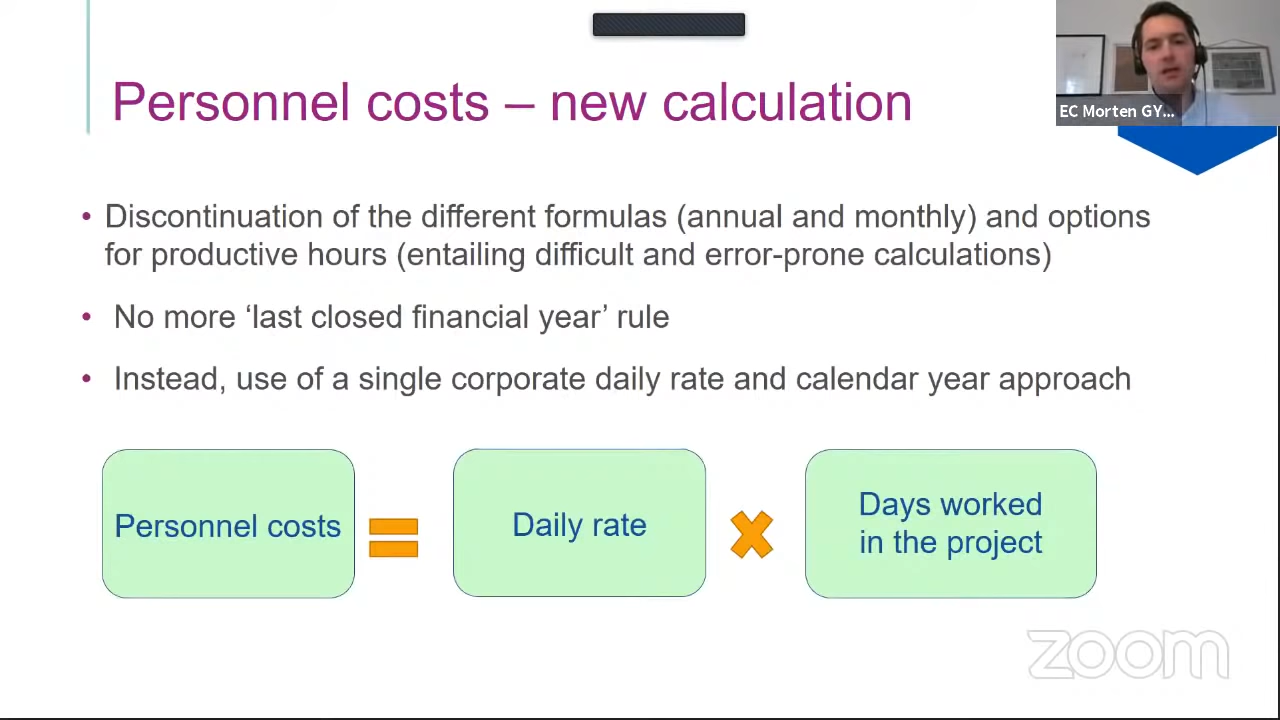 Personnel costs – new calculation
EC Morten GY...
• Discontinuation of the different formulas (annual and monthly) and options
for productive hours (entailing difficult and error-prone calculations)
• No more ‘last closed financial year’ rule
• Instead, use of a single corporate daily rate and calendar year approach
Personnel costs
Daily rate
Days worked
in the project
zoom